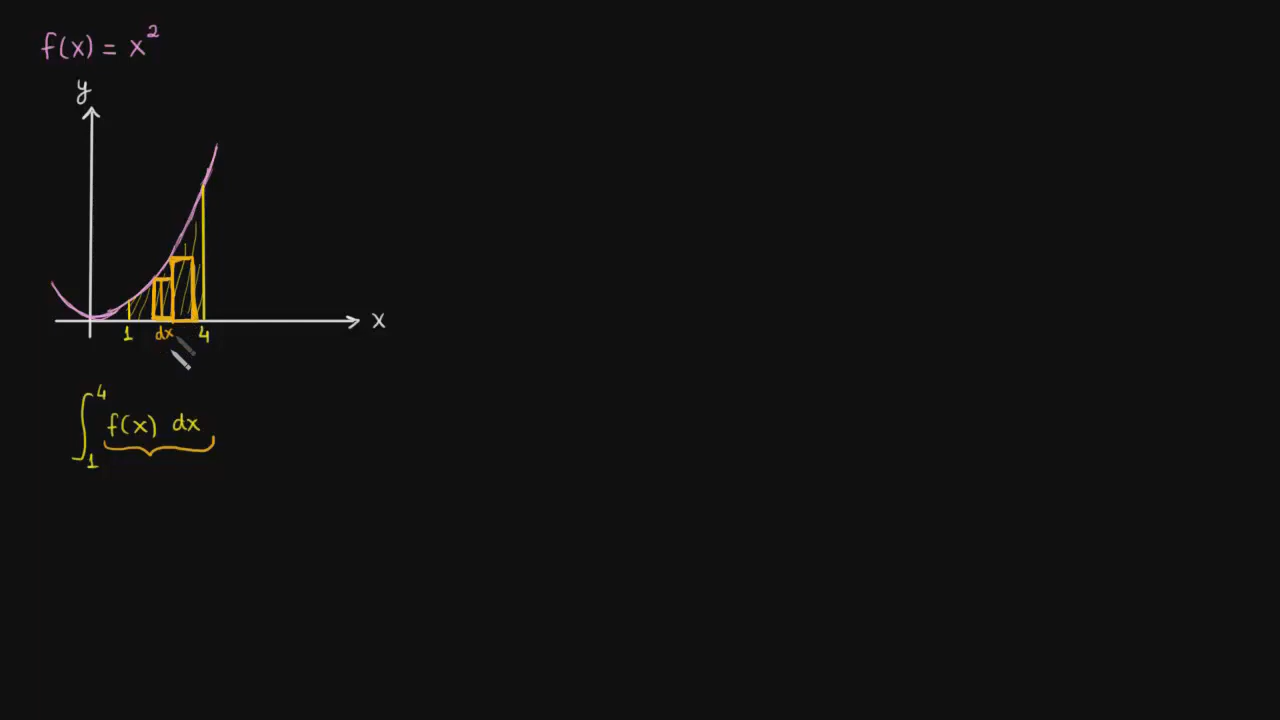 f(x) = x²
y
x
1 dx 4
∫₁⁴ f(x) dx